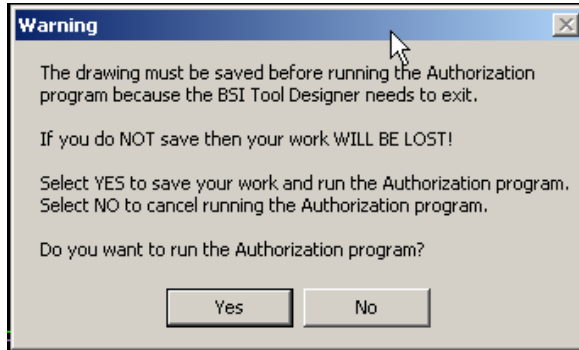 Warning
The drawing must be saved before running the Authorization
program because the BSI Tool Designer needs to exit.
If you do NOT save then your work WILL BE LOST!
Select YES to save your work and run the Authorization program.
Select NO to cancel running the Authorization program.
Do you want to run the Authorization program?
Yes
No